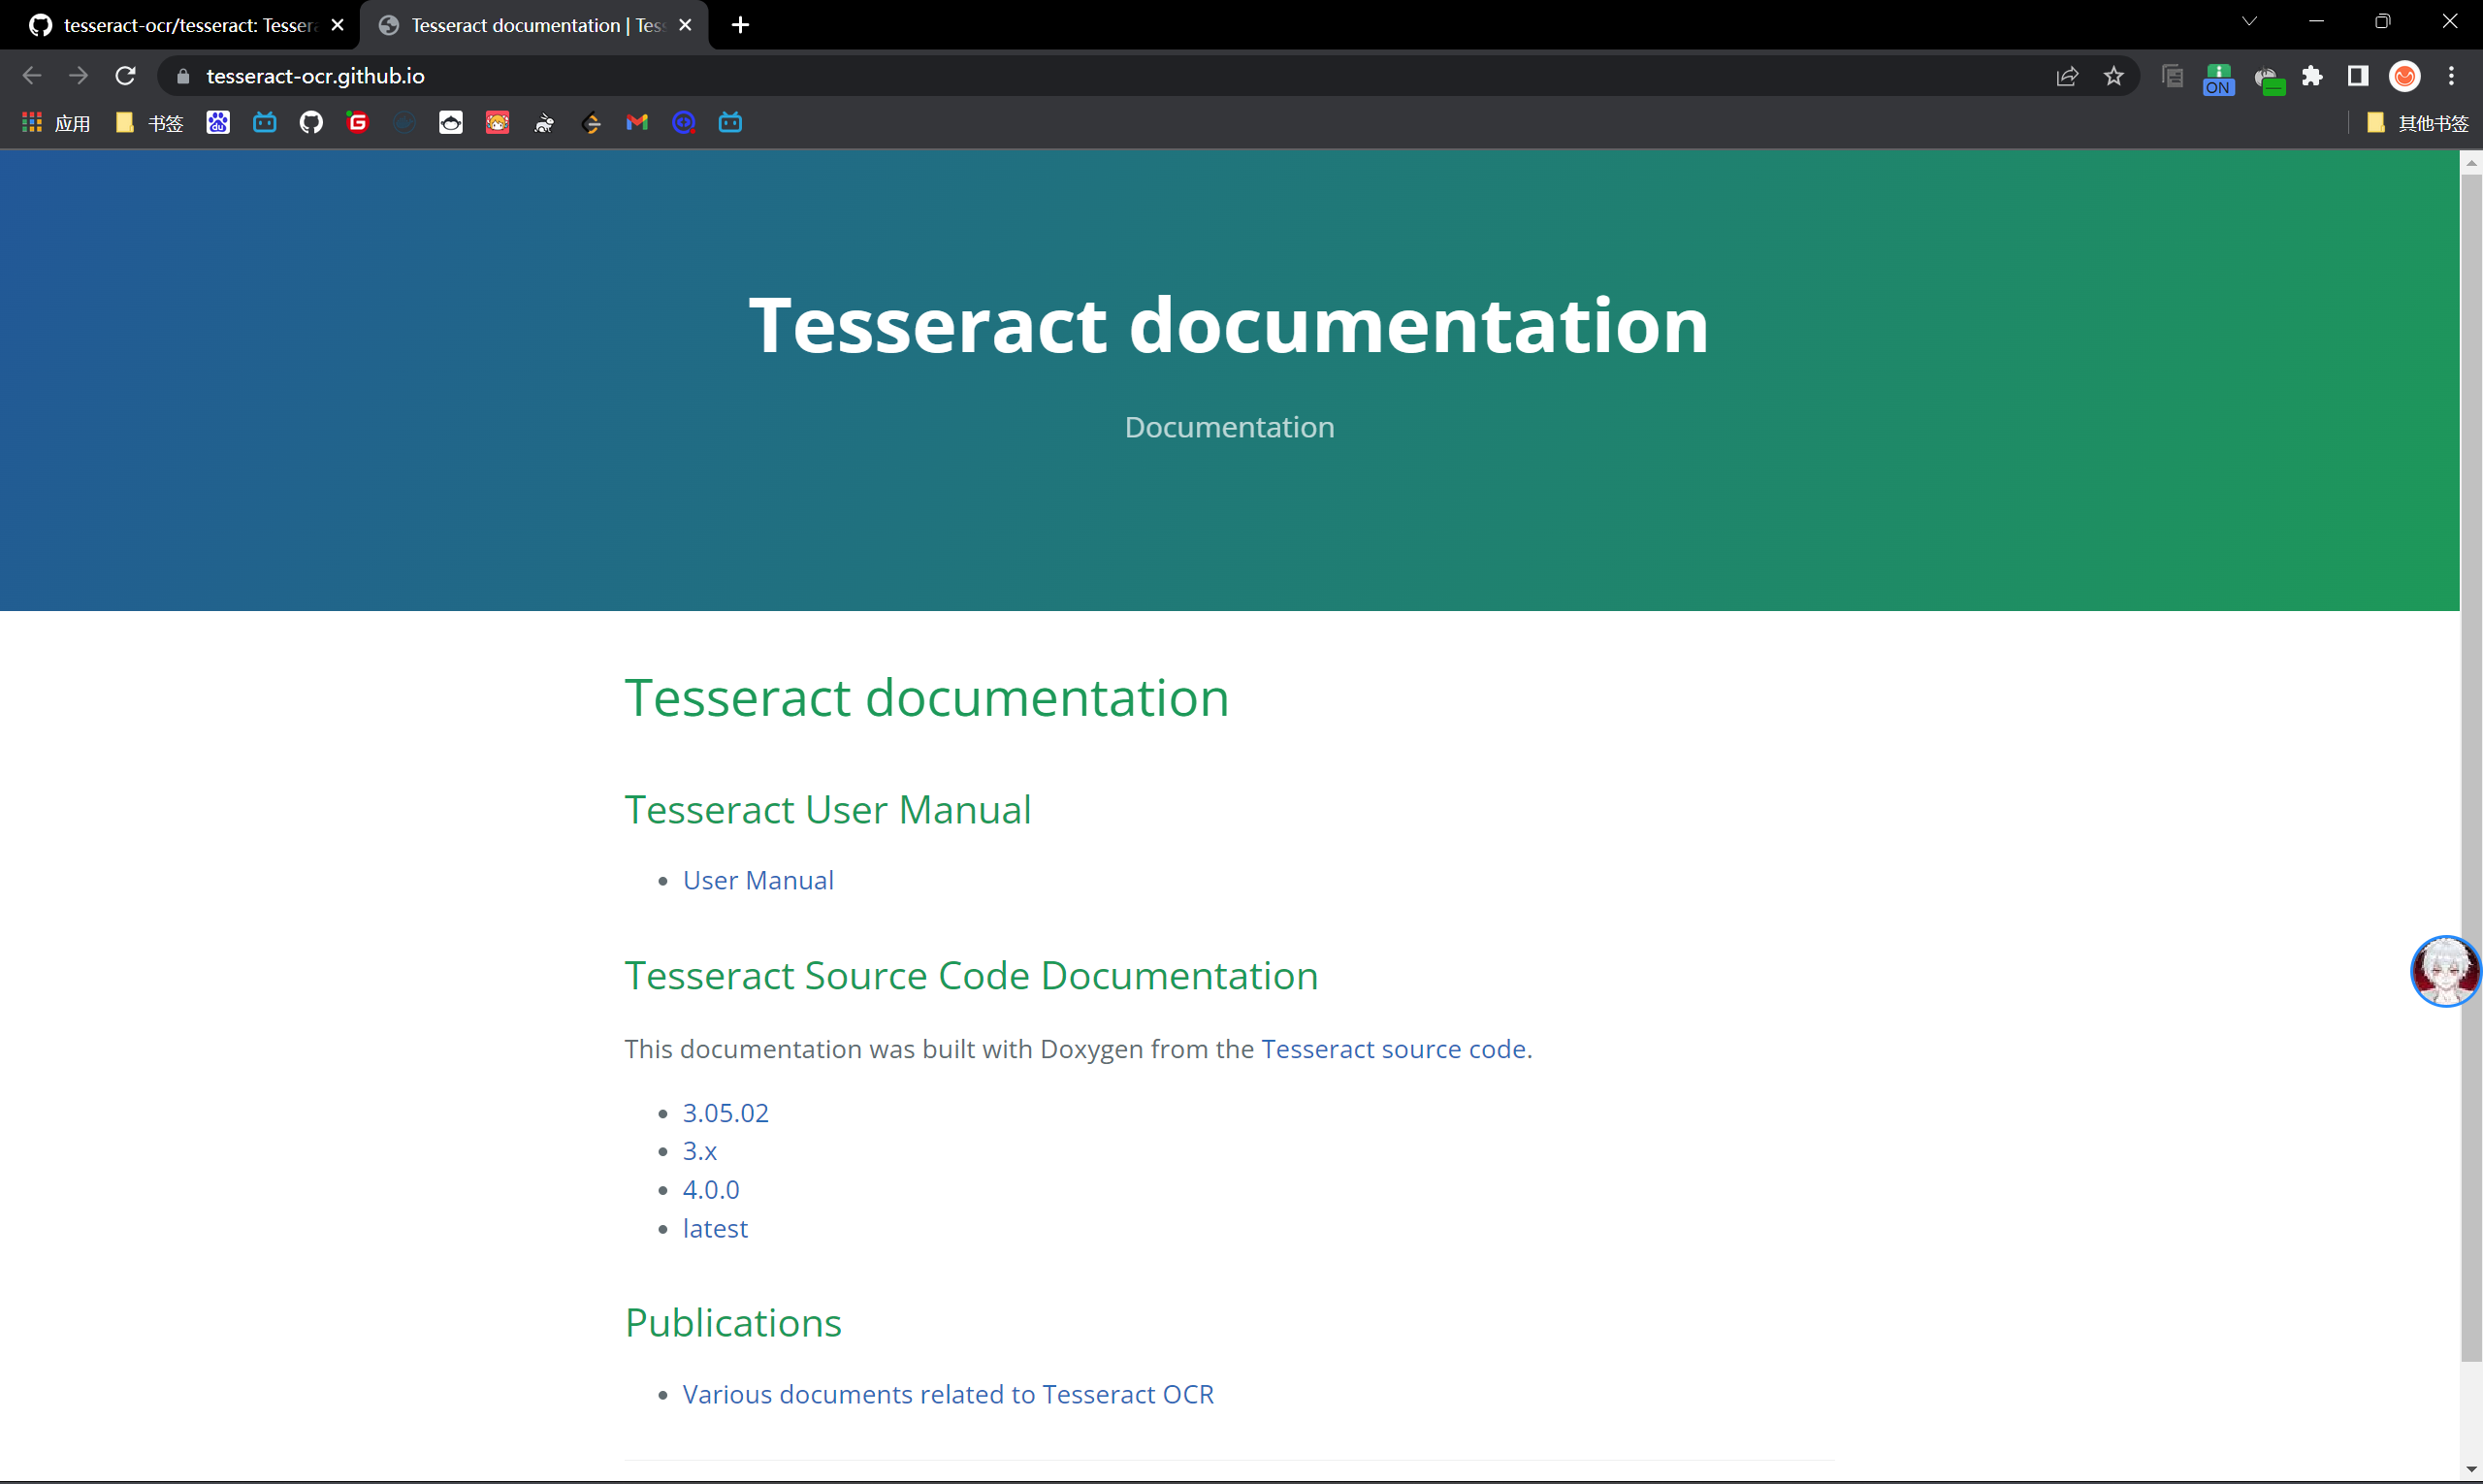 tesseract-ocr/tesseract: Tesser
Tesseract documentation | Tes
tesseract-ocr.github.io
ON
应用
书签
du
G
其他书签
Tesseract documentation
Documentation
Tesseract documentation
Tesseract User Manual
User Manual
Tesseract Source Code Documentation
This documentation was built with Doxygen from the Tesseract source code.
3.05.02
3.x
4.0.0
latest
Publications
Various documents related to Tesseract OCR